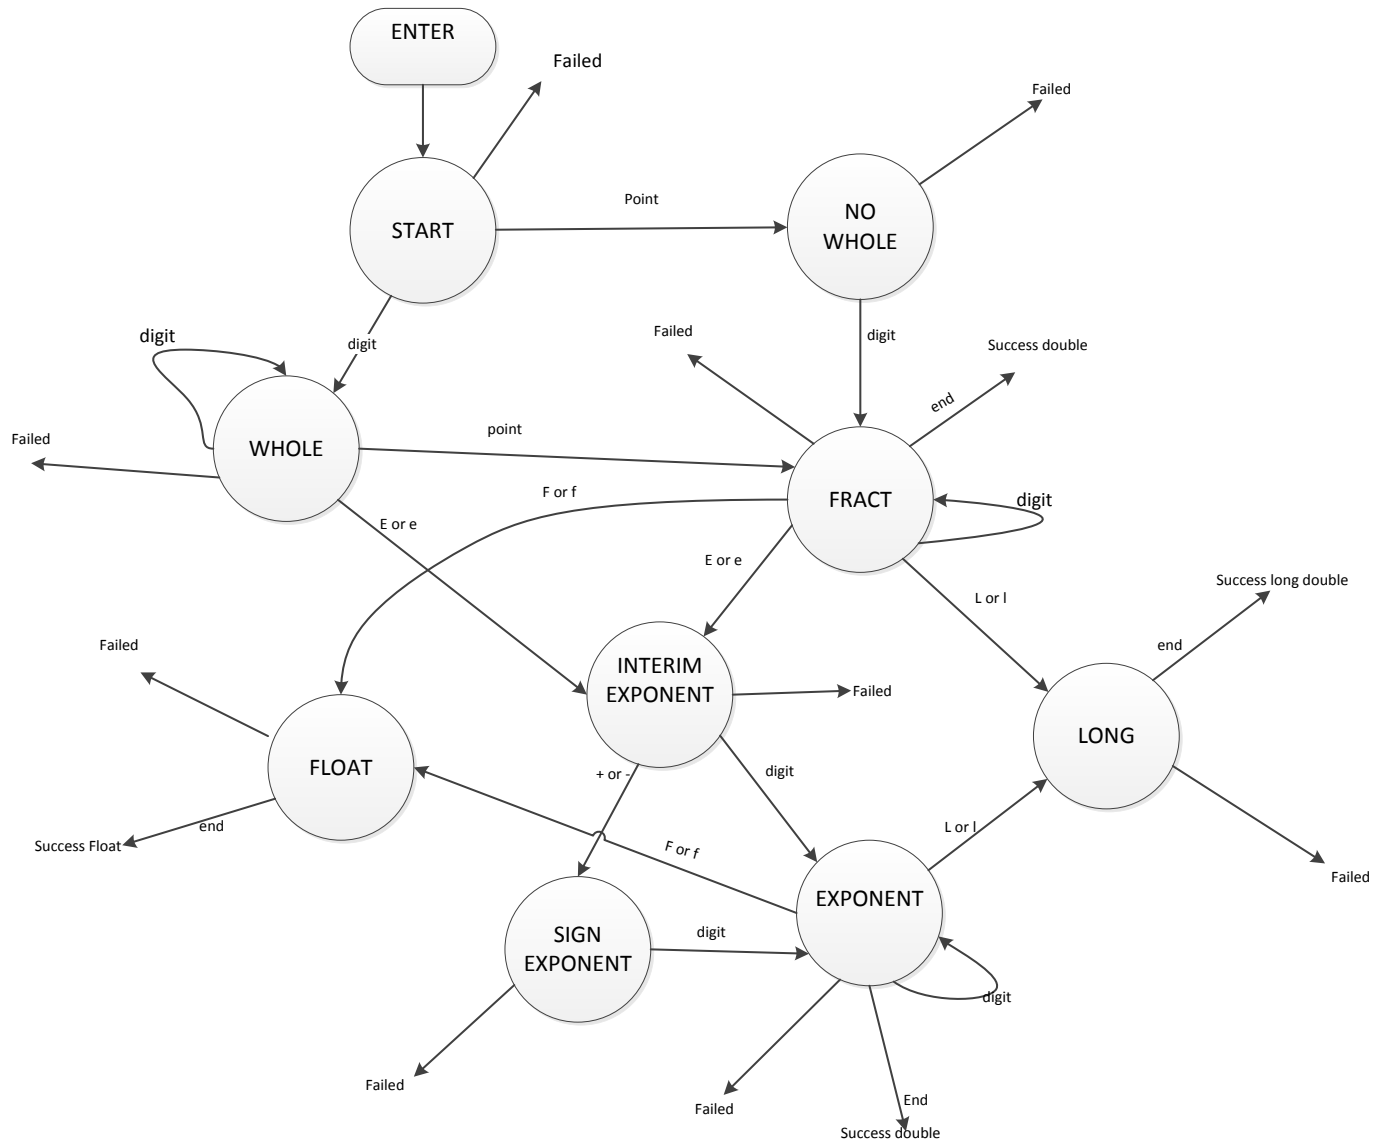 ENTER
Failed
Failed
START
Point
NO
WHOLE
digit
digit
digit
Failed
Success double
end
Failed
WHOLE
point
FRACT
digit
F or f
E or e
E or e
L or l
Success long double
end
Failed
INTERIM
EXPONENT
Failed
LONG
FLOAT
+ or -
digit
end
Success Float
F or f
L or l
Failed
EXPONENT
SIGN
EXPONENT
digit
digit
Failed
Failed
End
Success double